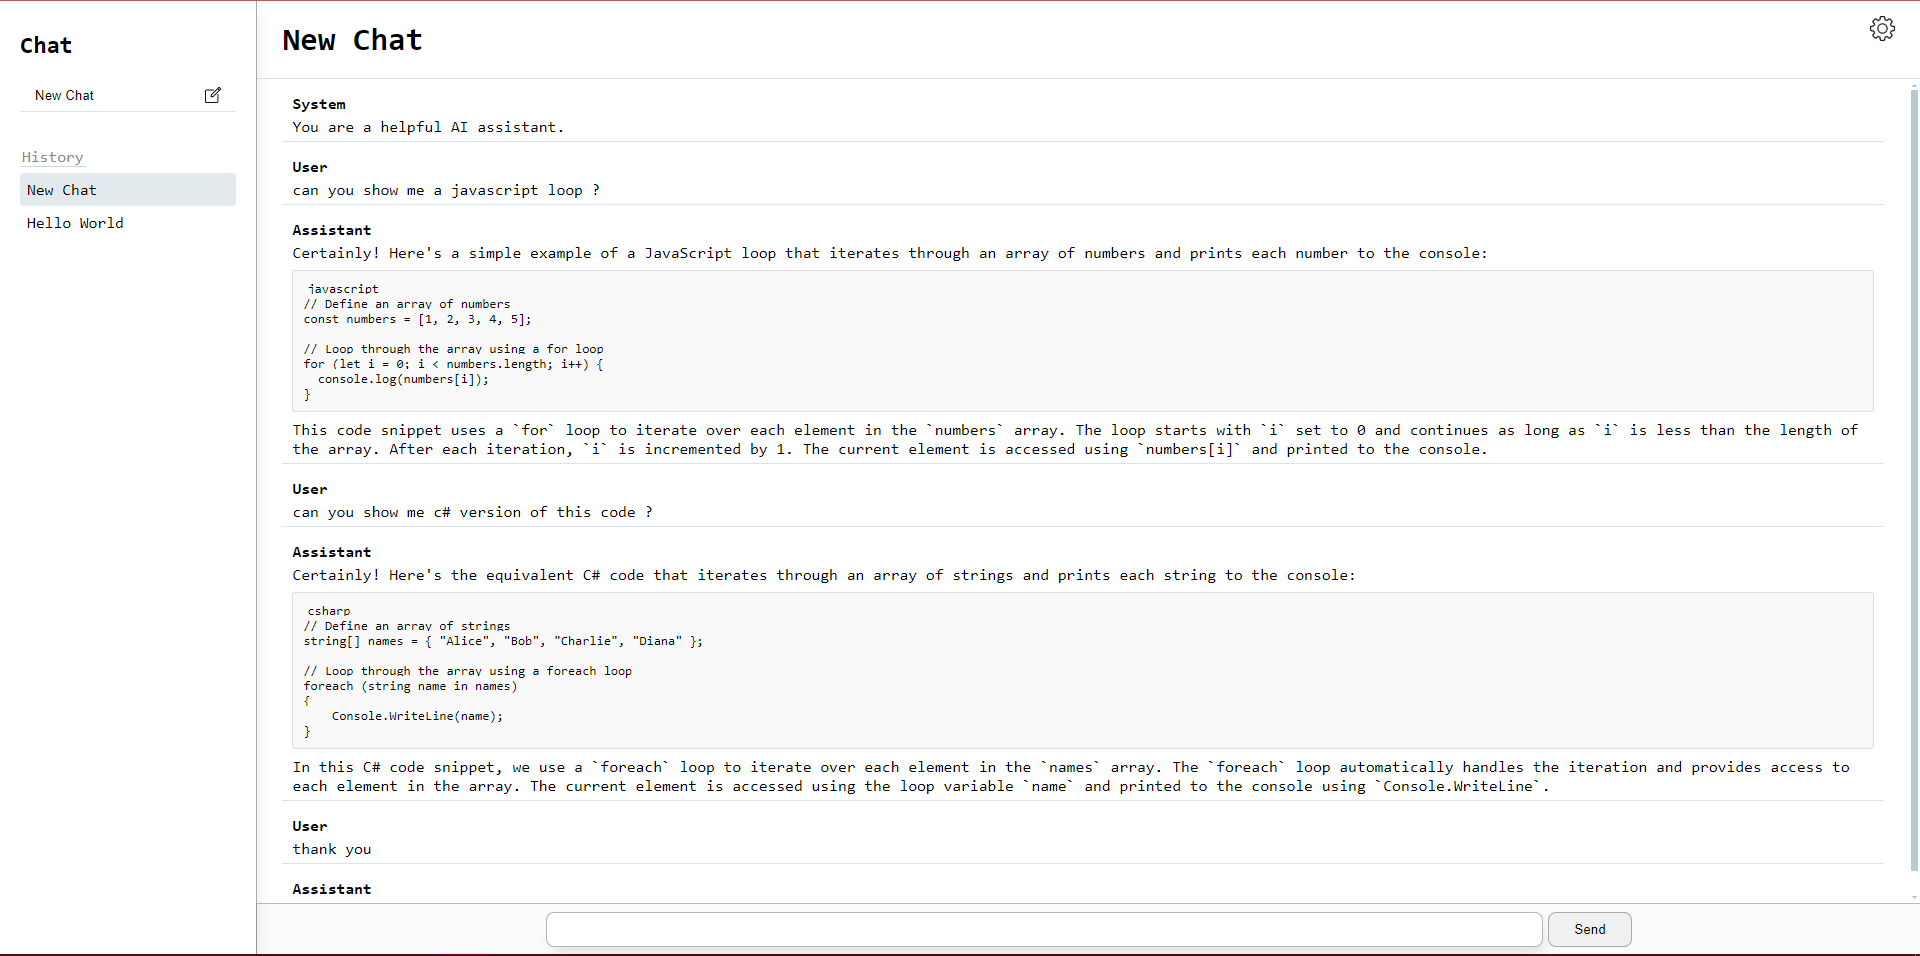 Chat
New Chat
History
New Chat
Hello World
New Chat
System
You are a helpful AI assistant.
User
can you show me a javascript loop ?
Assistant
Certainly! Here's a simple example of a JavaScript loop that iterates through an array of numbers and prints each number to the console:
javascript
// Define an array of numbers
const numbers = [1, 2, 3, 4, 5];
// Loop through the array using a for loop
for (let i = 0; i < numbers.length; i++) {
  console.log(numbers[i]);
}
This code snippet uses a `for` loop to iterate over each element in the `numbers` array. The loop starts with `i` set to 0 and continues as long as `i` is less than the length of
the array. After each iteration, `i` is incremented by 1. The current element is accessed using `numbers[i]` and printed to the console.
User
can you show me c# version of this code ?
Assistant
Certainly! Here's the equivalent C# code that iterates through an array of strings and prints each string to the console:
csharp
// Define an array of strings
string[] names = { "Alice", "Bob", "Charlie", "Diana" };
// Loop through the array using a foreach loop
foreach (string name in names)
{
    Console.WriteLine(name);
}
In this C# code snippet, we use a `foreach` loop to iterate over each element in the `names` array. The `foreach` loop automatically handles the iteration and provides access to
each element in the array. The current element is accessed using the loop variable `name` and printed to the console using `Console.WriteLine`.
User
thank you
Assistant
Send